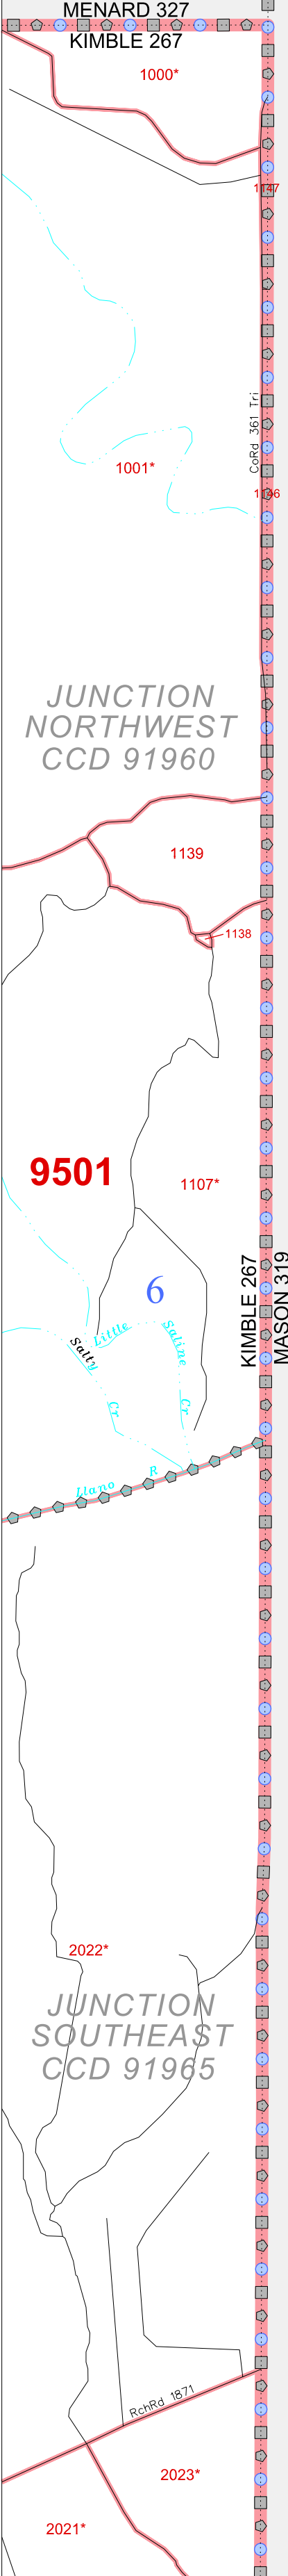 MENARD 327
KIMBLE 267
1000*
1147
CoRd 361 Tri
1001*
1146
JUNCTION
NORTHWEST
CCD 91960
1139
1138
9501
1107*
KIMBLE 267
MASON 319
6
Little
Saline
Cr
Salty
Cr
Llano R
2022*
JUNCTION
SOUTHEAST
CCD 91965
RchRd 1871
2023*
2021*